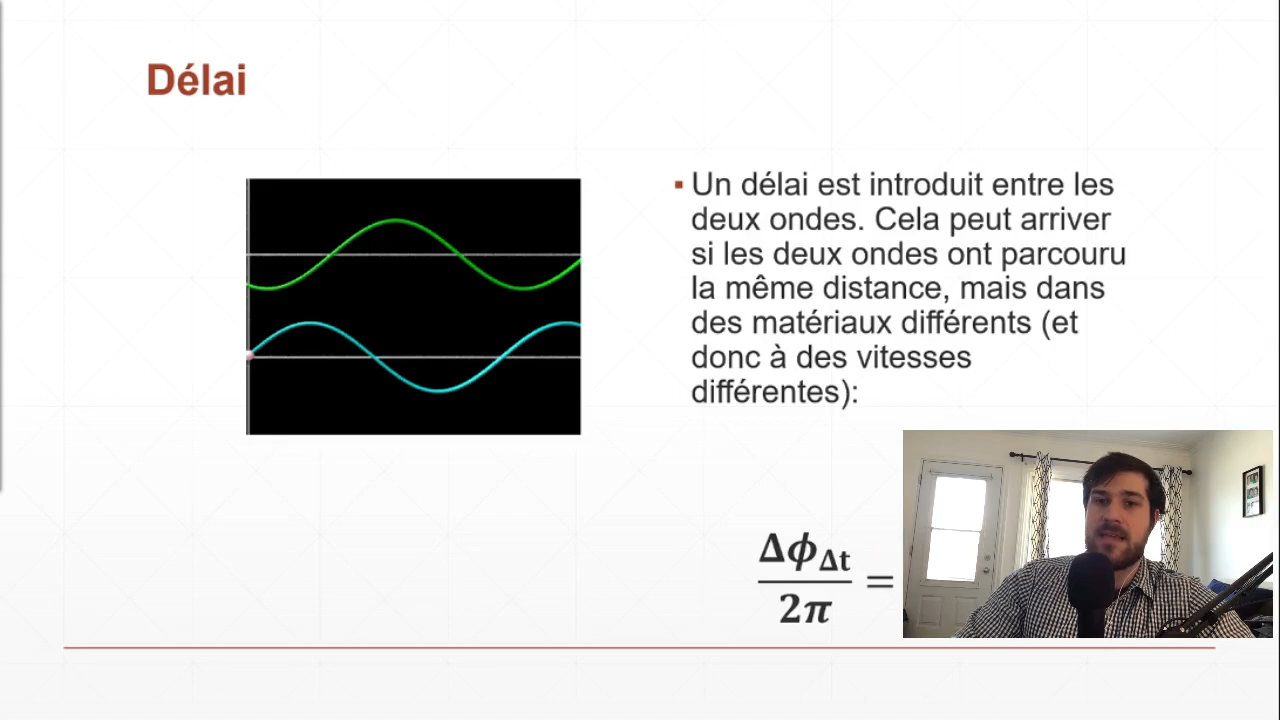 Délai
▪ Un délai est introduit entre les
deux ondes. Cela peut arriver
si les deux ondes ont parcouru
la même distance, mais dans
des matériaux différents (et
donc à des vitesses
différentes):
Δϕ_Δt / 2π =